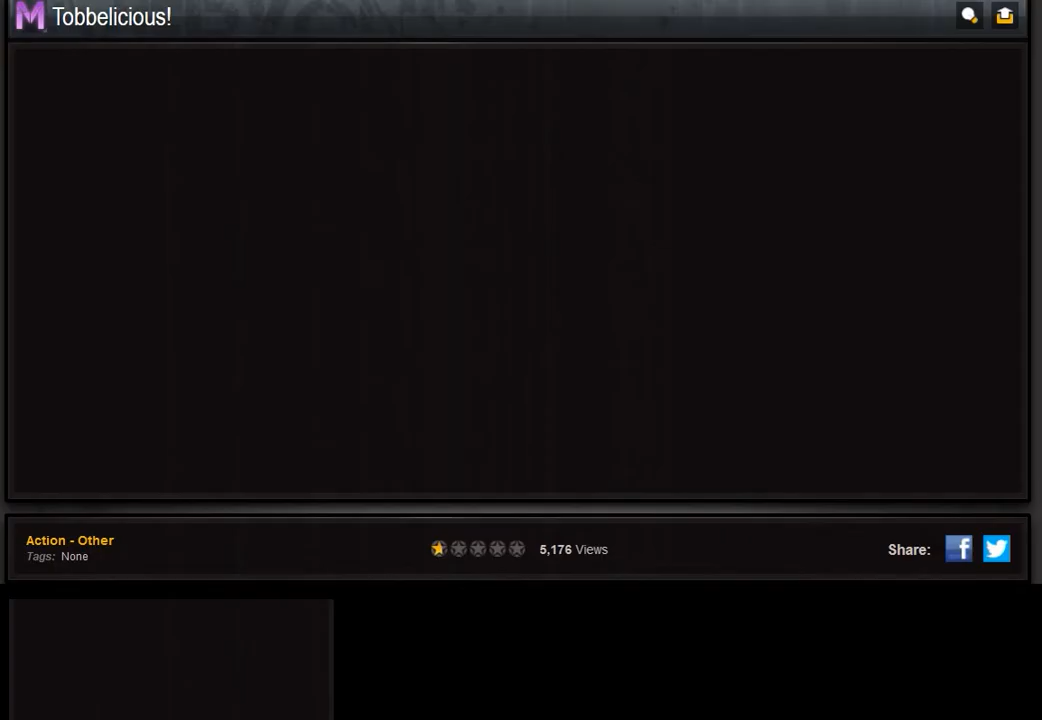 M Tobbelicious!
Action - Other
Tags: None
5,176 Views
Share: